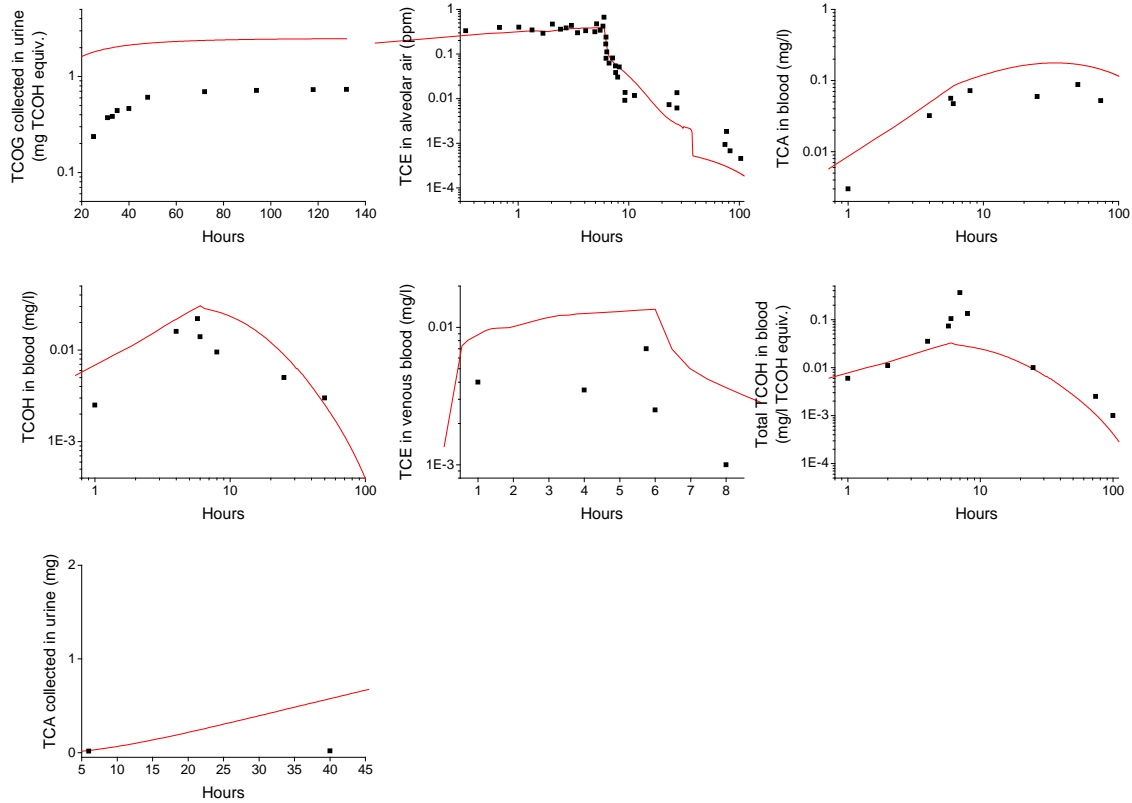 TCOG collected in urine
(mg TCOH equiv.)
1
0.1
20 40 60 80 100 120 140
Hours
TCE in alveolar air (ppm)
1
0.1
0.01
1E-3
1E-4
1 10 100
Hours
TCA in blood (mg/l)
0.1
0.01
1 10 100
Hours
TCOH in blood (mg/l)
0.01
1E-3
1 10 100
Hours
TCE in venous blood (mg/l)
0.01
1E-3
1 2 3 4 5 6 7 8
Hours
Total TCOH in blood
(mg/l TCOH equiv.)
0.1
0.01
1E-3
1E-4
1 10 100
Hours
TCA collected in urine (mg)
2
1
0
5 10 15 20 25 30 35 40 45
Hours